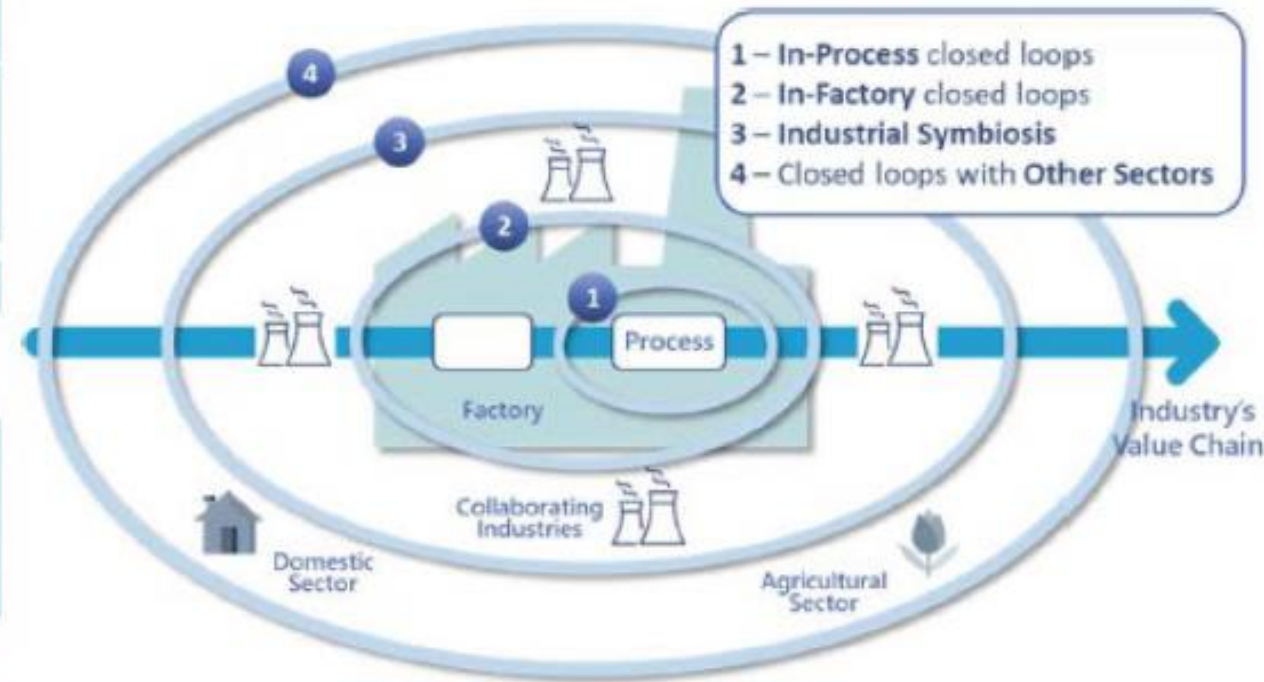 1 – In-Process closed loops
2 – In-Factory closed loops
3 – Industrial Symbiosis
4 – Closed loops with Other Sectors
4
3
2
1
Process
Factory
Industry's
Value Chain
Collaborating
Industries
Domestic
Sector
Agricultural
Sector